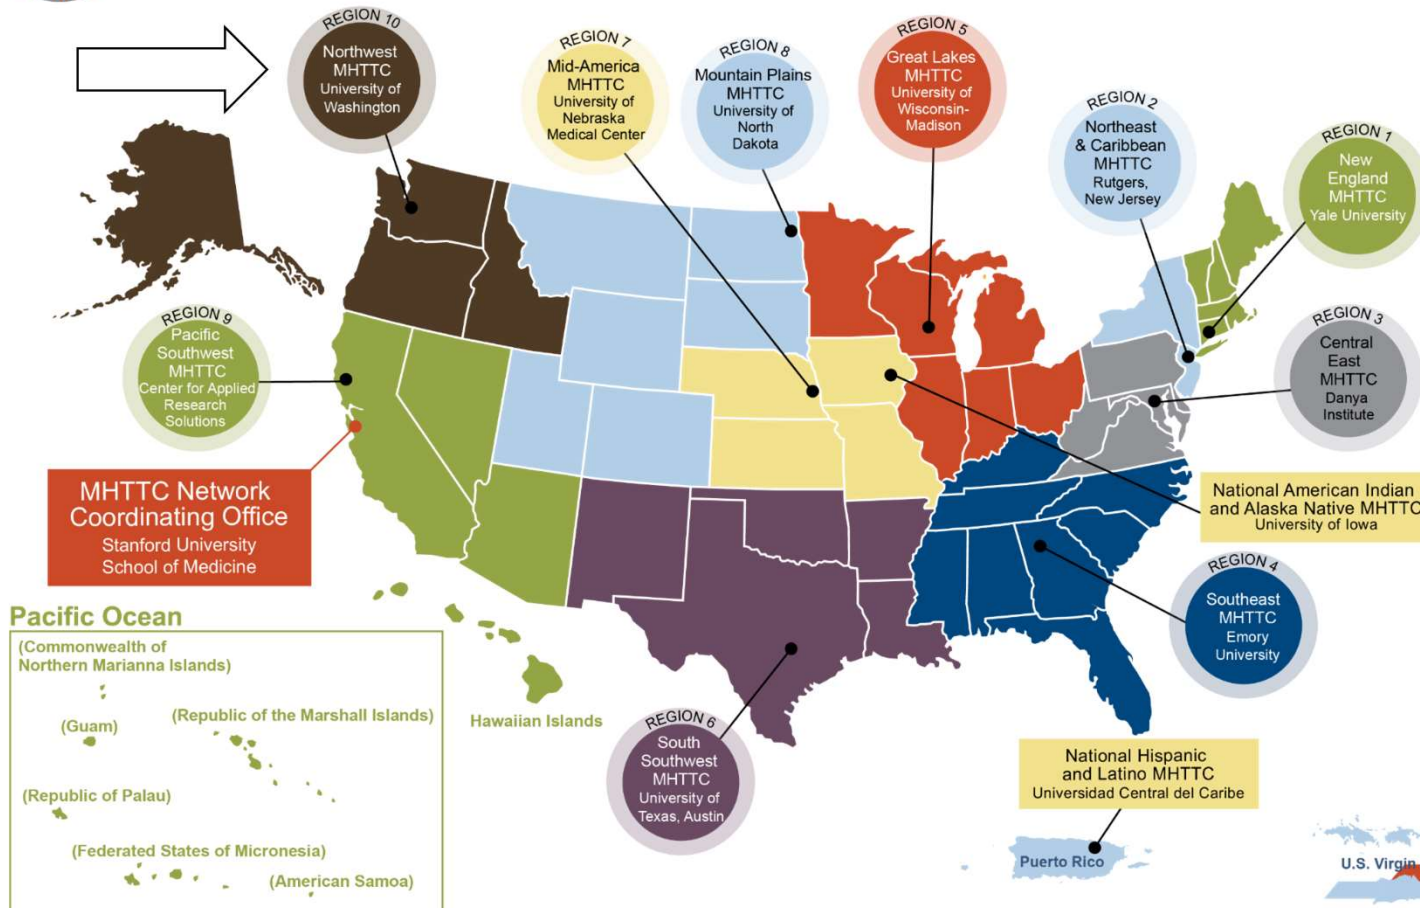 REGION 10
Northwest
MHTTC
University of
Washington
REGION 7
Mid-America
MHTTC
University of
Nebraska
Medical Center
REGION 8
Mountain Plains
MHTTC
University of
North
Dakota
REGION 5
Great Lakes
MHTTC
University of
Wisconsin-
Madison
REGION 2
Northeast
& Caribbean
MHTTC
Rutgers,
New Jersey
REGION 1
New
England
MHTTC
Yale University
REGION 9
Pacific
Southwest
MHTTC
Center for Applied
Research
Solutions
REGION 3
Central
East
MHTTC
Danya
Institute
MHTTC Network
Coordinating Office
Stanford University
School of Medicine
National American Indian
and Alaska Native MHTTC
University of Iowa
REGION 4
Southeast
MHTTC
Emory
University
Pacific Ocean
(Commonwealth of
Northern Marianna Islands)
(Guam)
(Republic of the Marshall Islands)
(Republic of Palau)
(Federated States of Micronesia)
(American Samoa)
Hawaiian Islands
REGION 6
South
Southwest
MHTTC
University of
Texas, Austin
National Hispanic
and Latino MHTTC
Universidad Central del Caribe
Puerto Rico
U.S. Virgin